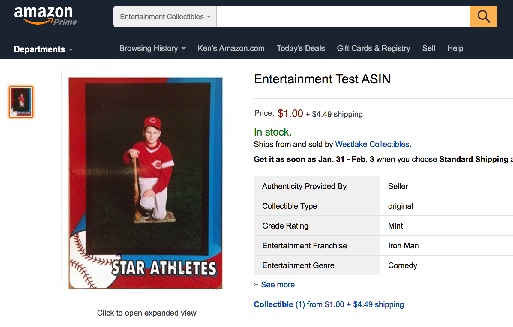 amazon
Prime
Entertainment Collectibles
Departments
Browsing History
Ken's Amazon.com
Today's Deals
Gift Cards & Registry
Sell
Help
Entertainment Test ASIN
Price: $1.00 + $4.49 shipping
In stock.
Ships from and sold by Westlake Collectibles.
Get it as soon as Jan. 31 - Feb. 3 when you choose Standard Shipping a
Authenticity Provided By Seller
Collectible Type original
Grade Rating Mint
Entertainment Franchise Iron Man
Entertainment Genre Comedy
See more
Collectible (1) from $1.00 + $4.49 shipping
STAR ATHLETES
Click to open expanded view